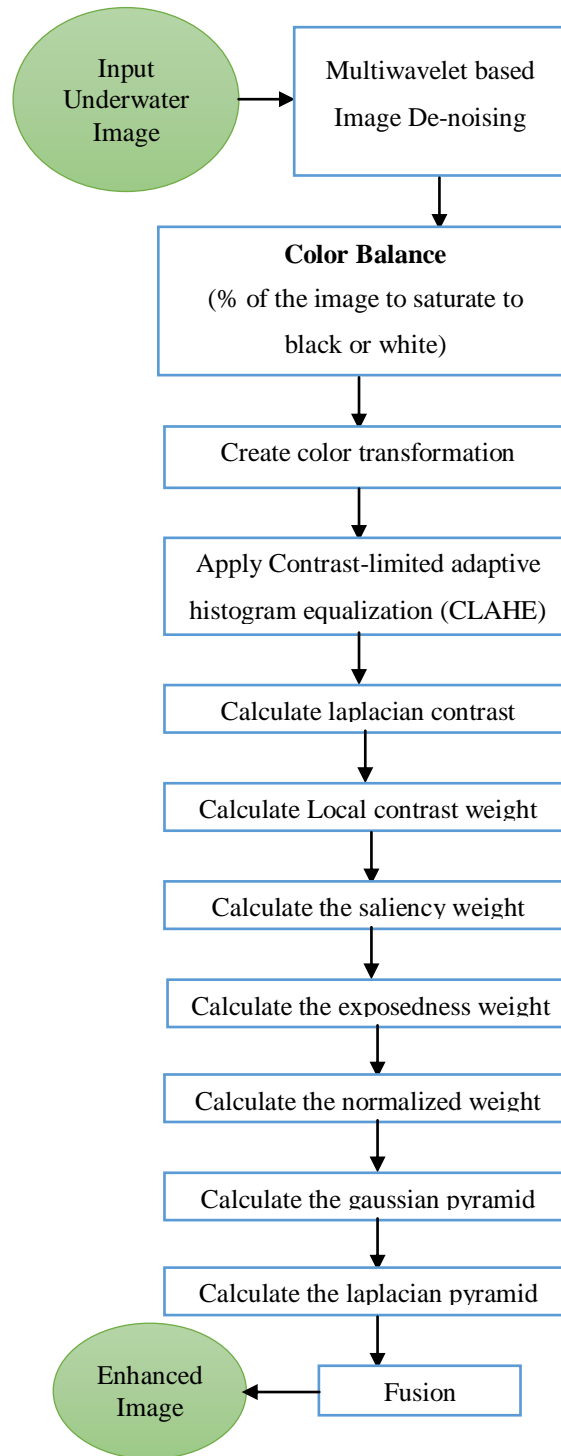 Input
Underwater
Image
Multiwavelet based
Image De-noising
Color Balance
(% of the image to saturate to
black or white)
Create color transformation
Apply Contrast-limited adaptive
histogram equalization (CLAHE)
Calculate laplacian contrast
Calculate Local contrast weight
Calculate the saliency weight
Calculate the exposedness weight
Calculate the normalized weight
Calculate the gaussian pyramid
Calculate the laplacian pyramid
Fusion
Enhanced
Image